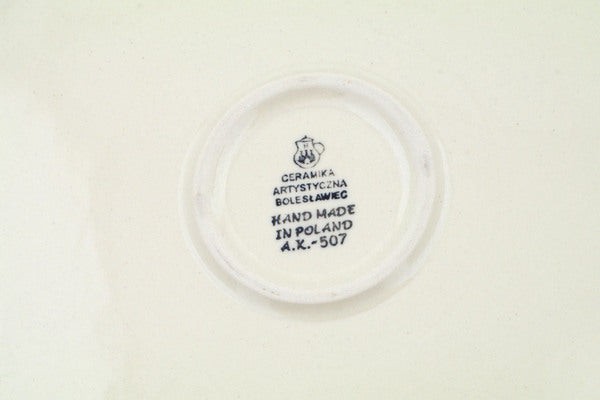 CERAMIKA
ARTYSTYCZNA
BOLESŁAWIEC
HAND MADE
IN POLAND
A.K.-507